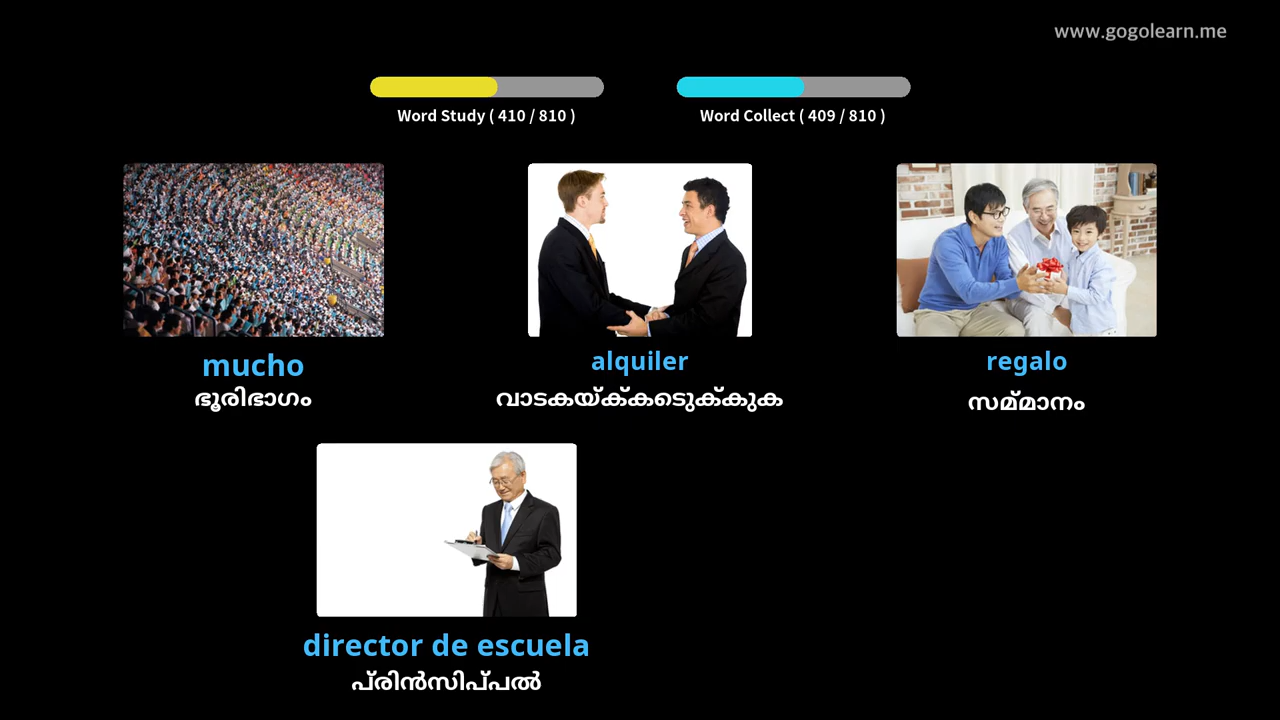 www.gogolearn.me
Word Study ( 410 / 810 )
Word Collect ( 409 / 810 )
mucho
ഭൂരിഭാഗം
alquiler
വാടകയ്ക്കടെുക്കുക
regalo
സമ്മാനം
director de escuela
പ്രിൻസിപ്പൽ